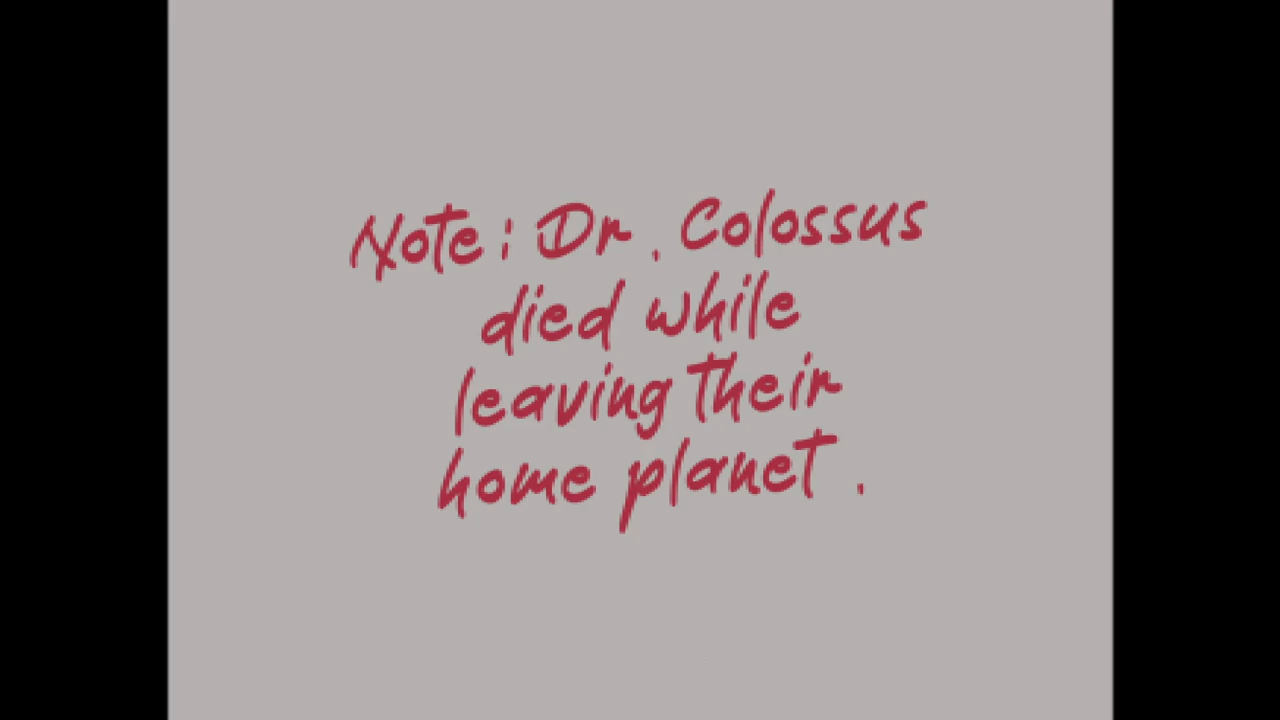 Note: Dr. Colossus
died while
leaving their
home planet.